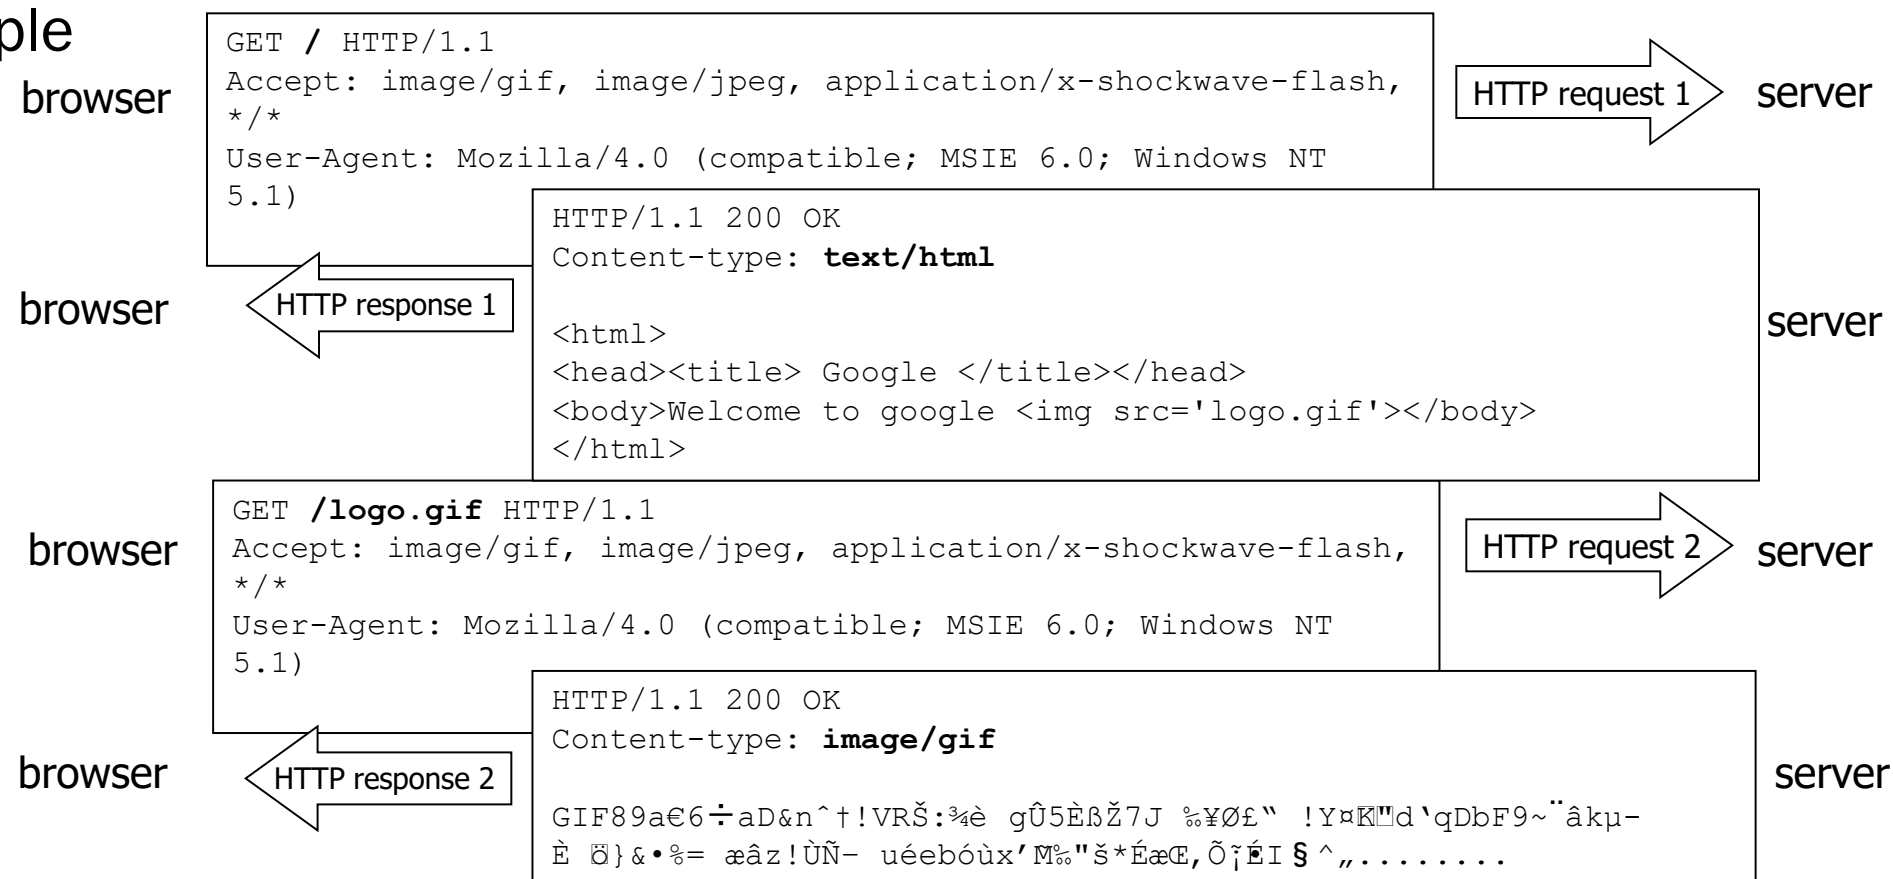 ple
browser
GET / HTTP/1.1
Accept: image/gif, image/jpeg, application/x-shockwave-flash,
*/*
User-Agent: Mozilla/4.0 (compatible; MSIE 6.0; Windows NT
5.1)
HTTP request 1
server
browser
HTTP response 1
HTTP/1.1 200 OK
Content-type: text/html
<html>
<head><title> Google </title></head>
<body>Welcome to google <img src='logo.gif'></body>
</html>
server
browser
GET /logo.gif HTTP/1.1
Accept: image/gif, image/jpeg, application/x-shockwave-flash,
*/*
User-Agent: Mozilla/4.0 (compatible; MSIE 6.0; Windows NT
5.1)
HTTP request 2
server
browser
HTTP response 2
HTTP/1.1 200 OK
Content-type: image/gif
GIF89a€6÷aD&nˆ†!VRŠ:¾è gÛ5ÈßŽ7J ‰¥Ø£‟ !Y¤
È
server